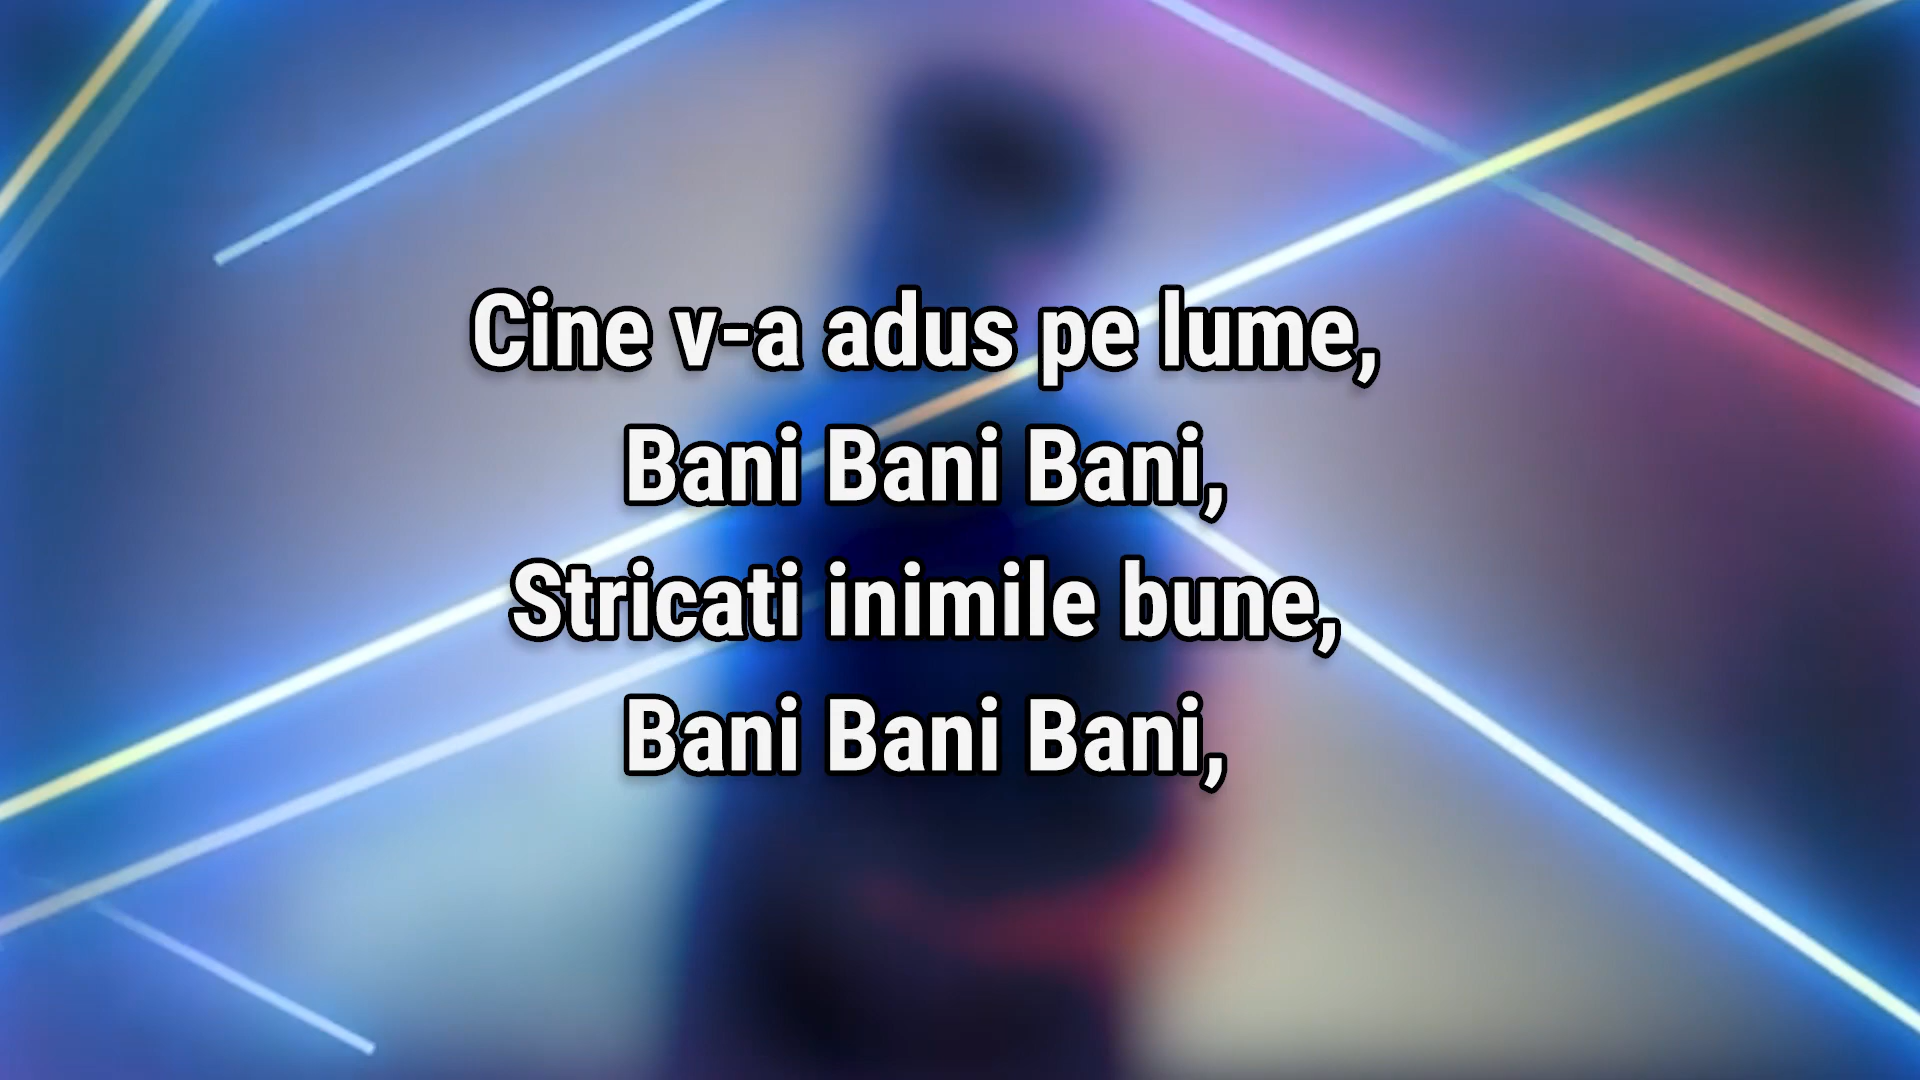 Cine v-a adus pe lume,
Bani Bani Bani,
Stricati inimile bune,
Bani Bani Bani,